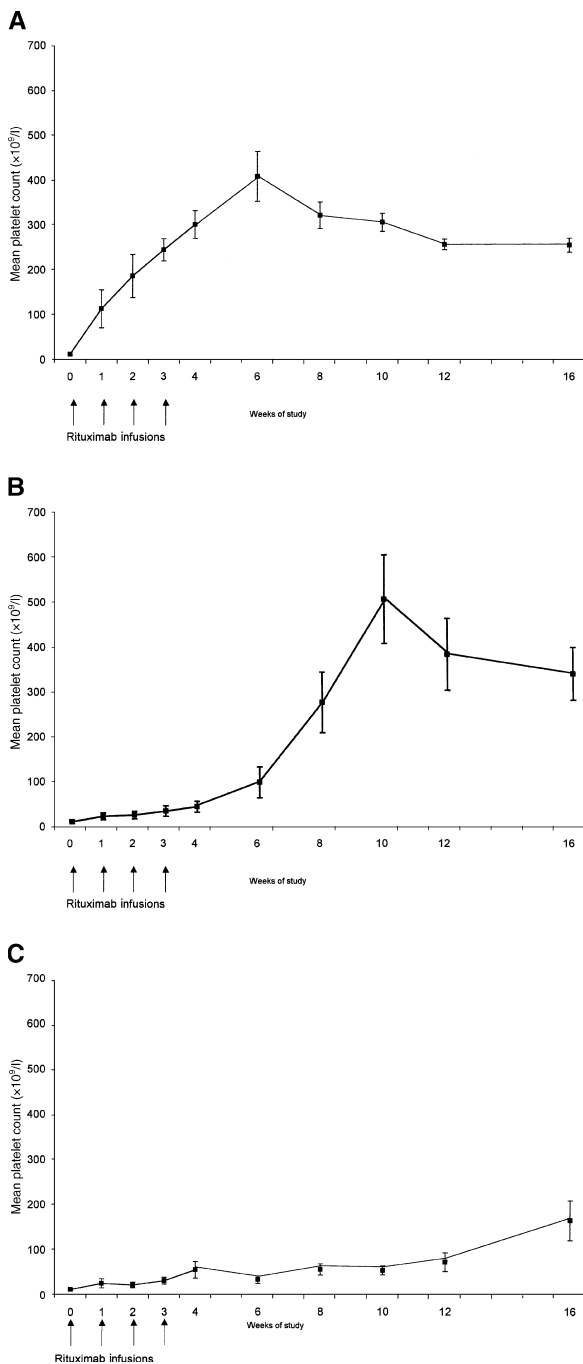 A
700
600
500
400
300
200
100
0
Mean platelet count (×10⁹/l)
0 1 2 3 4 6 8 10 12 16
Weeks of study
Rituximab infusions
B
700
600
500
400
300
200
100
0
Mean platelet count (×10⁹/l)
0 1 2 3 4 6 8 10 12 16
Weeks of study
Rituximab infusions
C
700
600
500
400
300
200
100
0
Mean platelet count (×10⁹/l)
0 1 2 3 4 6 8 10 12 16
Weeks of study
Rituximab infusions